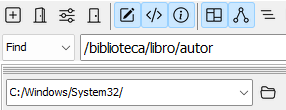 Find /biblioteca/libro/autor
C:/Windows/System32/